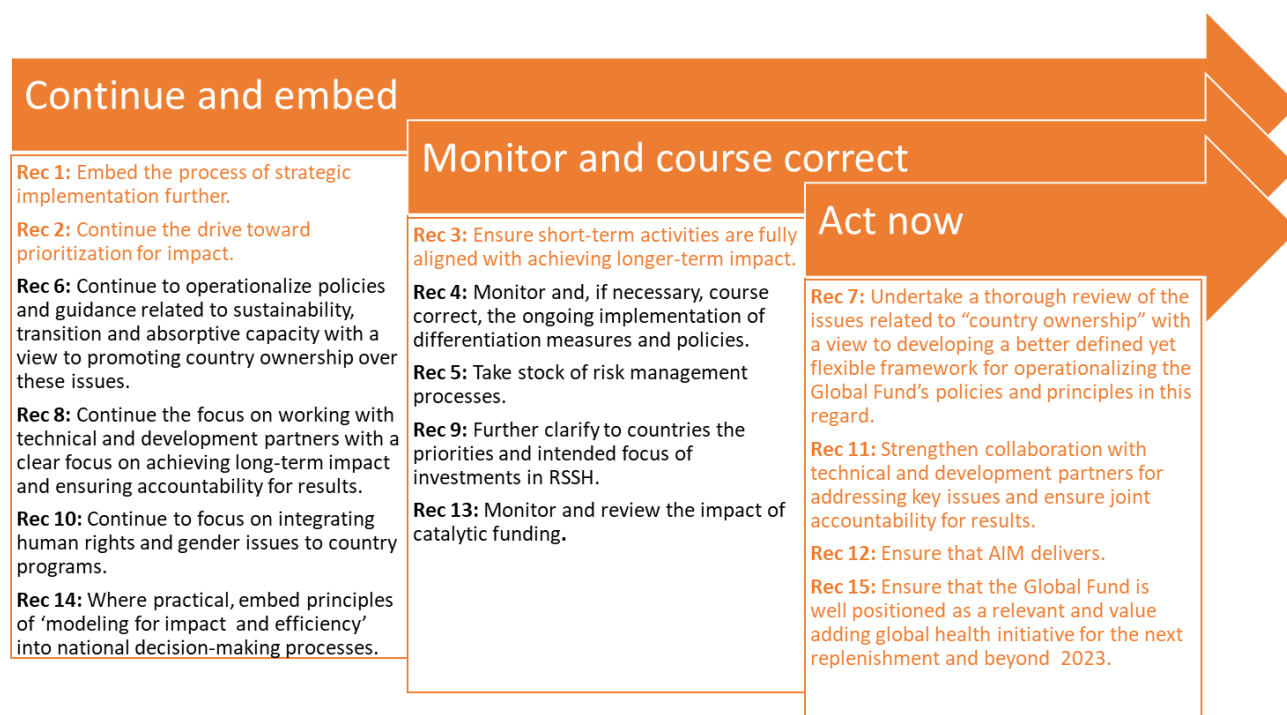 Continue and embed
Rec 1: Embed the process of strategic
implementation further.
Rec 2: Continue the drive toward
prioritization for impact.
Rec 6: Continue to operationalize policies
and guidance related to sustainability,
transition and absorptive capacity with a
view to promoting country ownership over
these issues.
Rec 8: Continue the focus on working with
technical and development partners with a
clear focus on achieving long-term impact
and ensuring accountability for results.
Rec 10: Continue to focus on integrating
human rights and gender issues to country
programs.
Rec 14: Where practical, embed principles
of ‘modeling for impact and efficiency’
into national decision-making processes.
Monitor and course correct
Rec 3: Ensure short-term activities are fully
aligned with achieving longer-term impact.
Rec 4: Monitor and, if necessary, course
correct, the ongoing implementation of
differentiation measures and policies.
Rec 5: Take stock of risk management
processes.
Rec 9: Further clarify to countries the
priorities and intended focus of
investments in RSSH.
Rec 13: Monitor and review the impact of
catalytic funding.
Act now
Rec 7: Undertake a thorough review of the
issues related to “country ownership” with
a view to developing a better defined yet
flexible framework for operationalizing the
Global Fund’s policies and principles in this
regard.
Rec 11: Strengthen collaboration with
technical and development partners for
addressing key issues and ensure joint
accountability for results.
Rec 12: Ensure that AIM delivers.
Rec 15: Ensure that the Global Fund is
well positioned as a relevant and value
adding global health initiative for the next
replenishment and beyond 2023.